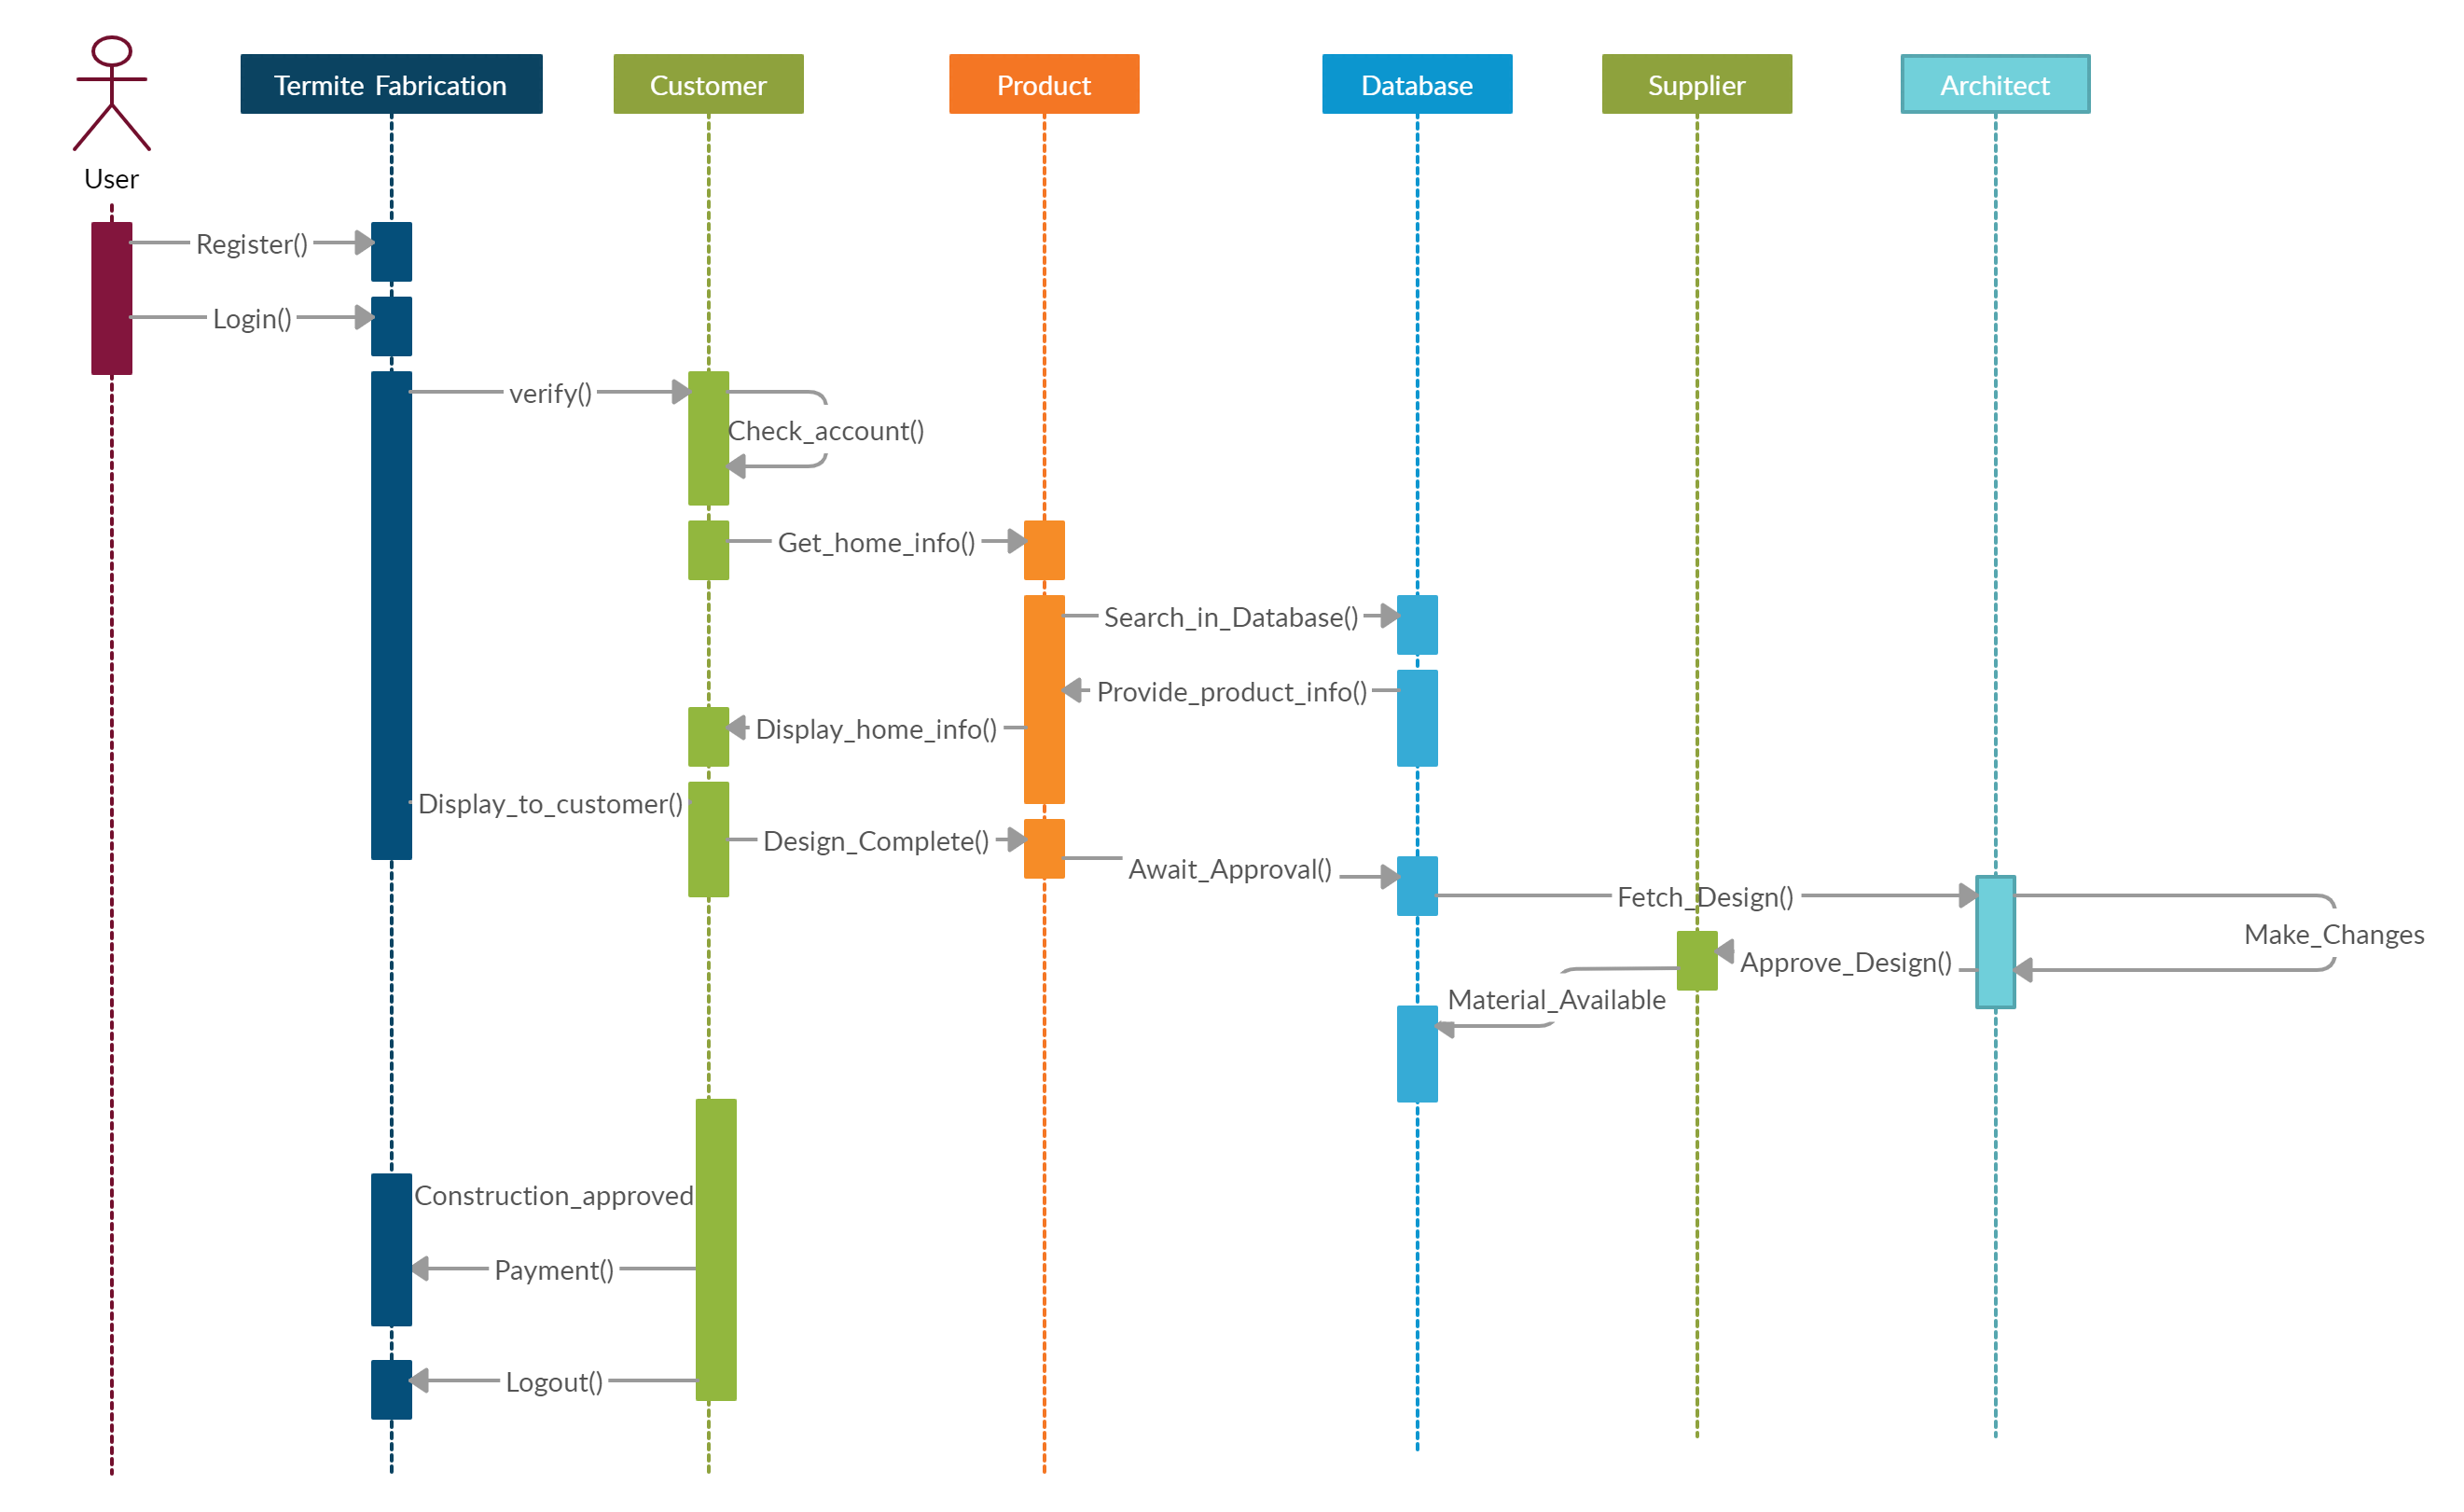 Termite Fabrication
Customer
Product
Database
Supplier
Architect
User
Register()
Login()
verify()
Check_account()
Get_home_info()
Search_in_Database()
Provide_product_info()
Display_home_info()
Display_to_customer()
Design_Complete()
Await_Approval()
Fetch_Design()
Make_Changes
Approve_Design()
Material_Available
Construction_approved
Payment()
Logout()